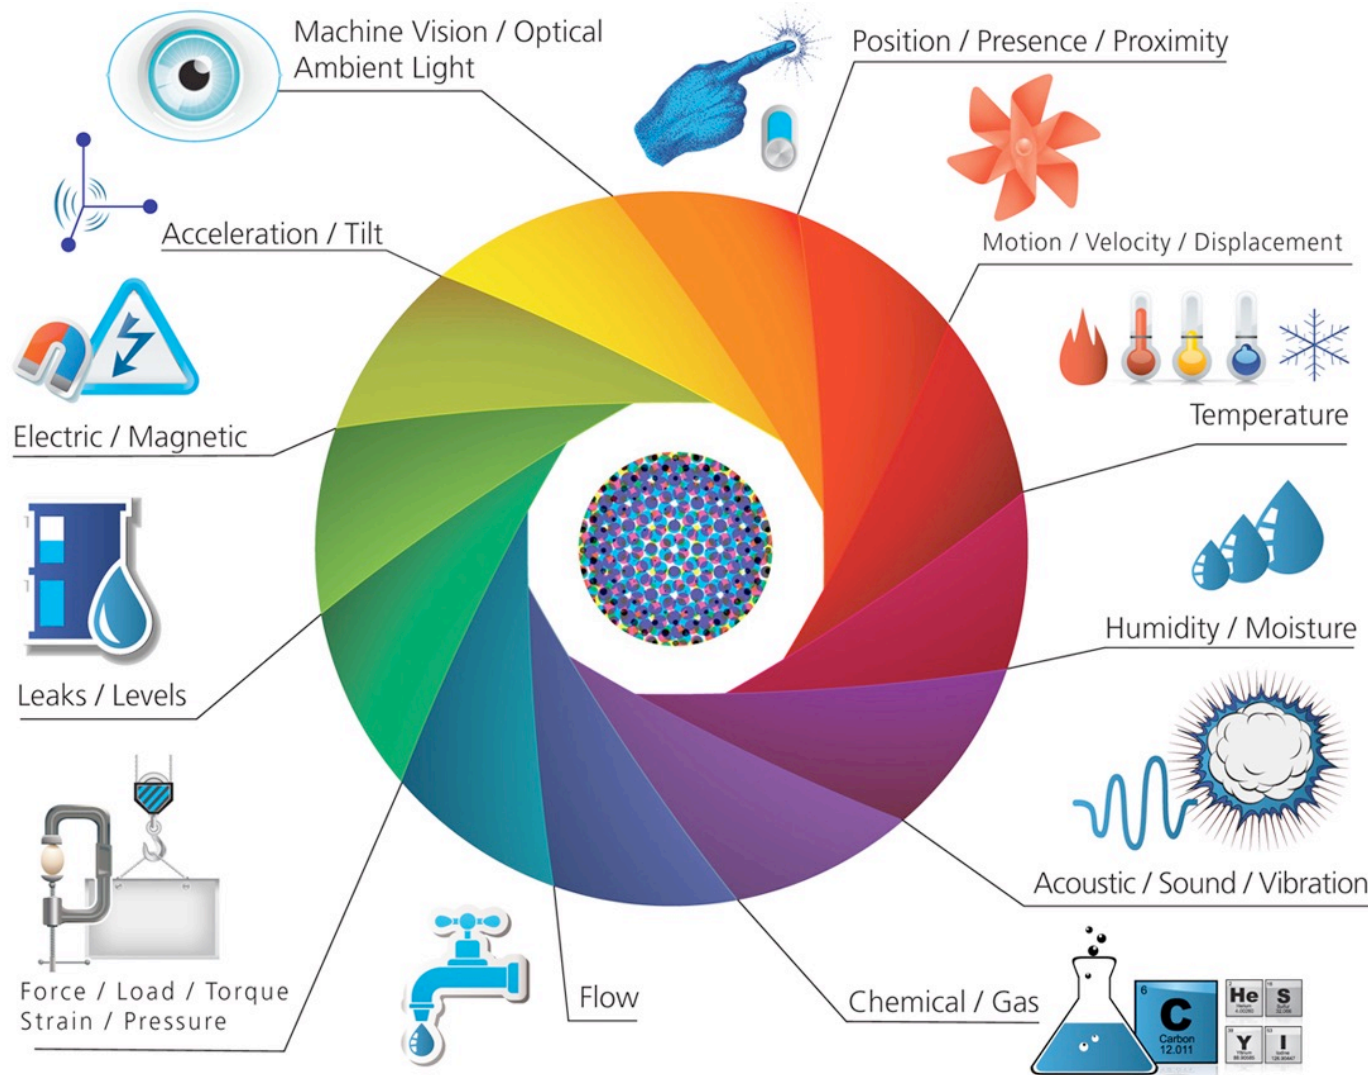 Machine Vision / Optical
Ambient Light
Position / Presence / Proximity
Acceleration / Tilt
Motion / Velocity / Displacement
Electric / Magnetic
Temperature
Leaks / Levels
Humidity / Moisture
Force / Load / Torque
Strain / Pressure
Acoustic / Sound / Vibration
Flow
Chemical / Gas
6
C
Carbon
12.011
He
S
Y
I